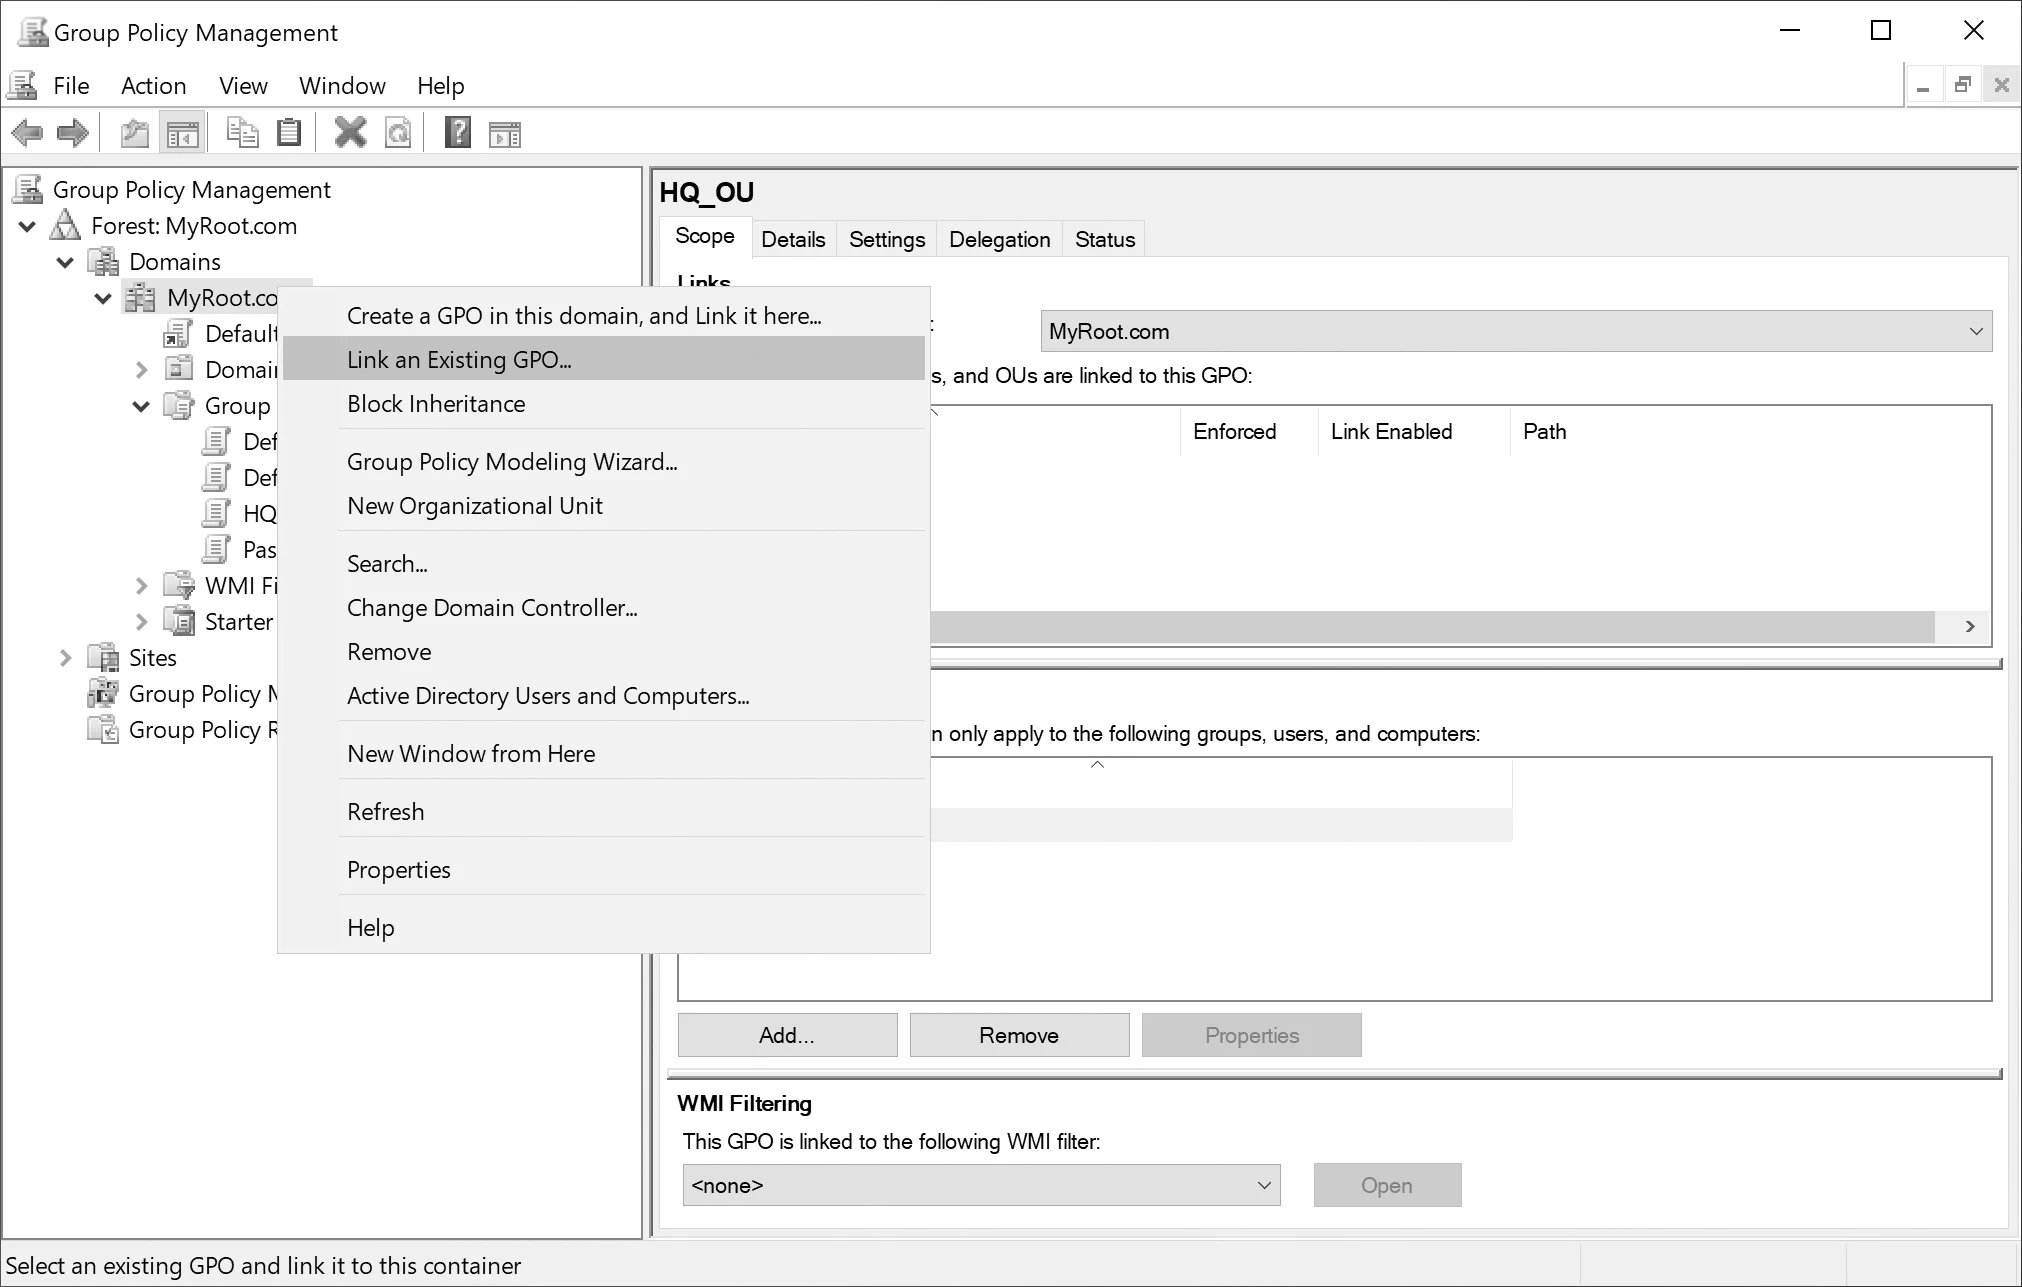 Group Policy Management
File Action View Window Help
Group Policy Management
Forest: MyRoot.com
Domains
MyRoot.co
Default
Domai
Group
Def
Def
HQ
Pas
WMI Fi
Starter
Sites
Group Policy M
Group Policy R
Create a GPO in this domain, and Link it here...
Link an Existing GPO...
Block Inheritance
Group Policy Modeling Wizard...
New Organizational Unit
Search...
Change Domain Controller...
Remove
Active Directory Users and Computers...
New Window from Here
Refresh
Properties
Help
HQ_OU
Scope Details Settings Delegation Status
Links
: MyRoot.com
s, and OUs are linked to this GPO:
Enforced Link Enabled Path
n only apply to the following groups, users, and computers:
Add... Remove Properties
WMI Filtering
This GPO is linked to the following WMI filter:
<none> Open
Select an existing GPO and link it to this container